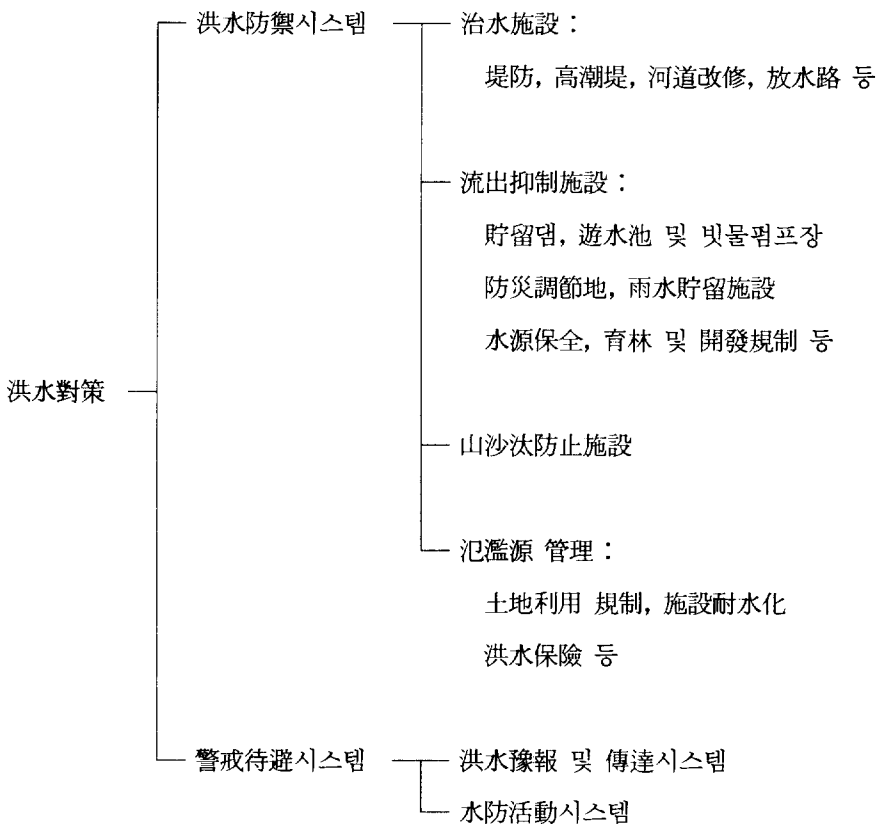 洪水防禦시스템
治水施設 :
堤防, 高潮堤, 河道改修, 放水路 등
流出抑制施設 :
貯留댐, 遊水池 및 빗물펌프장
防災調節地, 雨水貯留施設
水源保全, 育林 및 開發規制 등
洪水對策
山沙汰防止施設
氾濫源 管理 :
土地利用 規制, 施設耐水化
洪水保險 등
警戒待避시스템
洪水豫報 및 傳達시스템
水防活動시스템